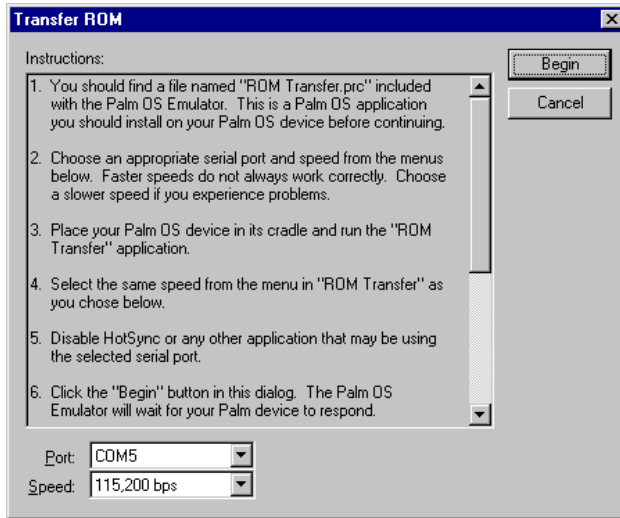 Transfer ROM
Instructions:
Begin
Cancel
1. You should find a file named "ROM Transfer.prc" included
with the Palm OS Emulator. This is a Palm OS application
you should install on your Palm OS device before continuing.
2. Choose an appropriate serial port and speed from the menus
below. Faster speeds do not always work correctly. Choose
a slower speed if you experience problems.
3. Place your Palm OS device in its cradle and run the "ROM
Transfer" application.
4. Select the same speed from the menu in "ROM Transfer" as
you chose below.
5. Disable HotSync or any other application that may be using
the selected serial port.
6. Click the "Begin" button in this dialog. The Palm OS
Emulator will wait for your Palm device to respond.
Port: COM5
Speed: 115,200 bps